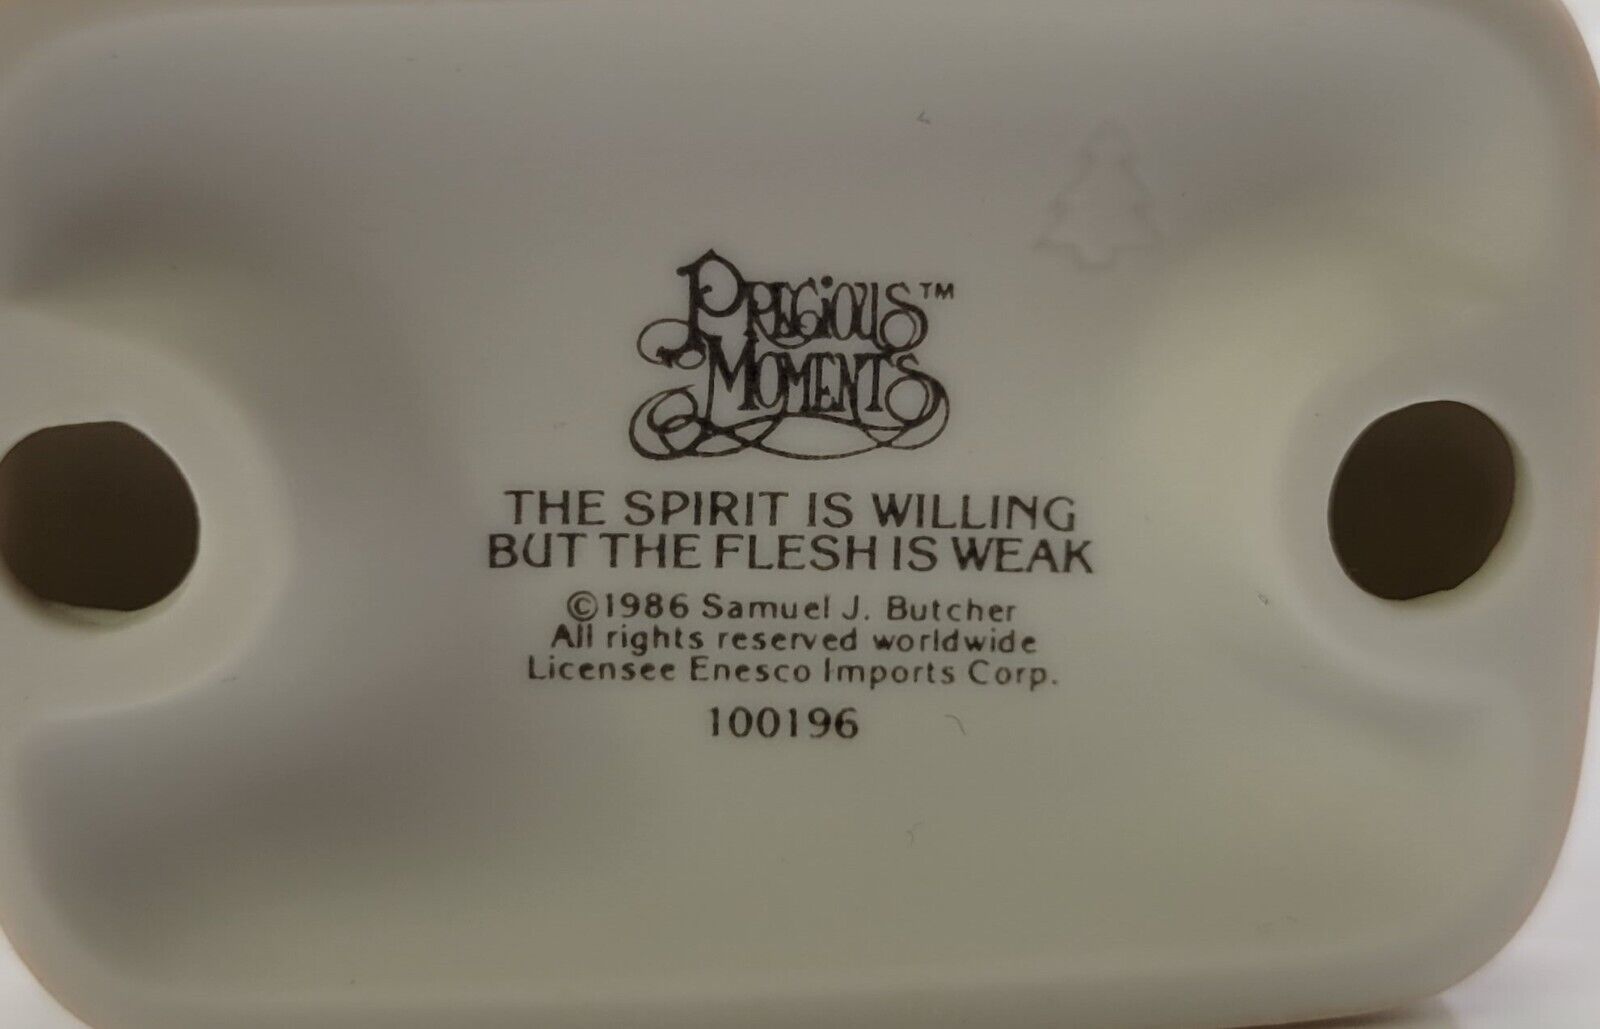 PRECIOUS™
MOMENTS
THE SPIRIT IS WILLING
BUT THE FLESH IS WEAK
©1986 Samuel J. Butcher
All rights reserved worldwide
Licensee Enesco Imports Corp.
100196